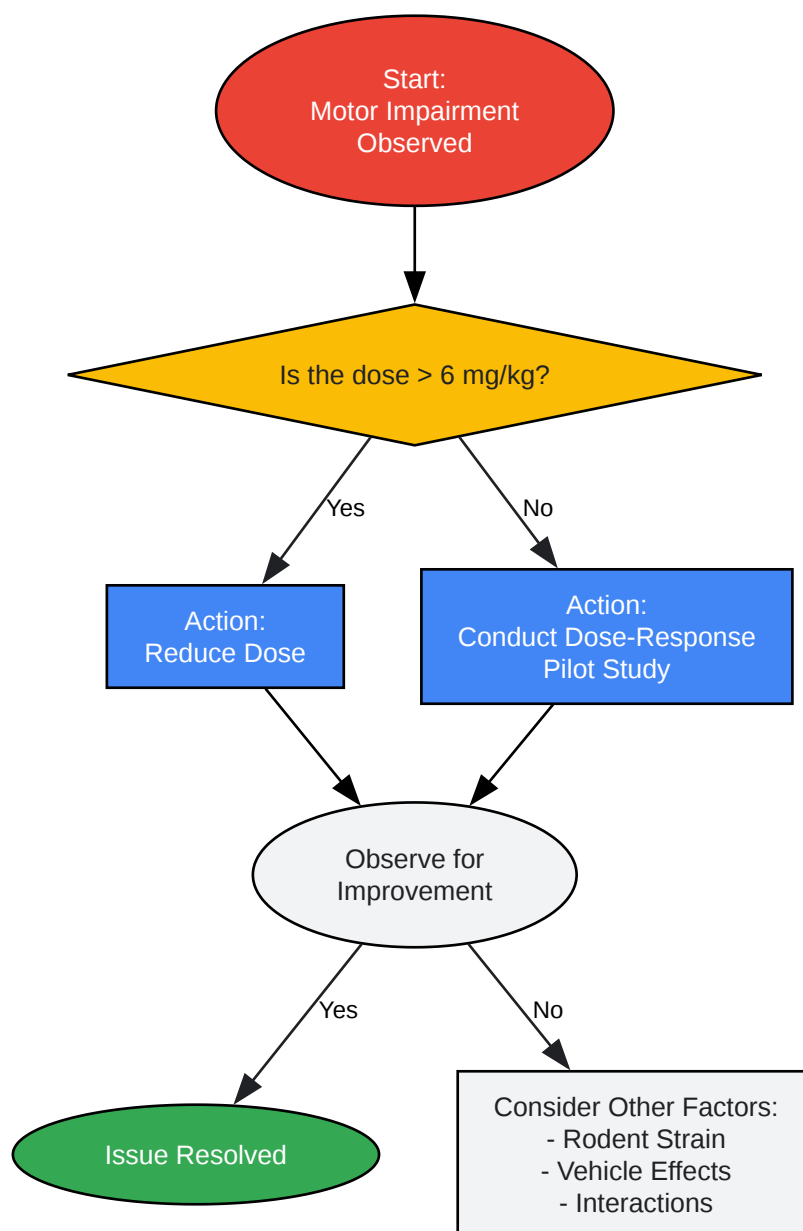 Start:
Motor Impairment
Observed
Is the dose > 6 mg/kg?
Yes
No
Action:
Reduce Dose
Action:
Conduct Dose-Response
Pilot Study
Observe for
Improvement
Yes
No
Issue Resolved
Consider Other Factors:
- Rodent Strain
- Vehicle Effects
- Interactions